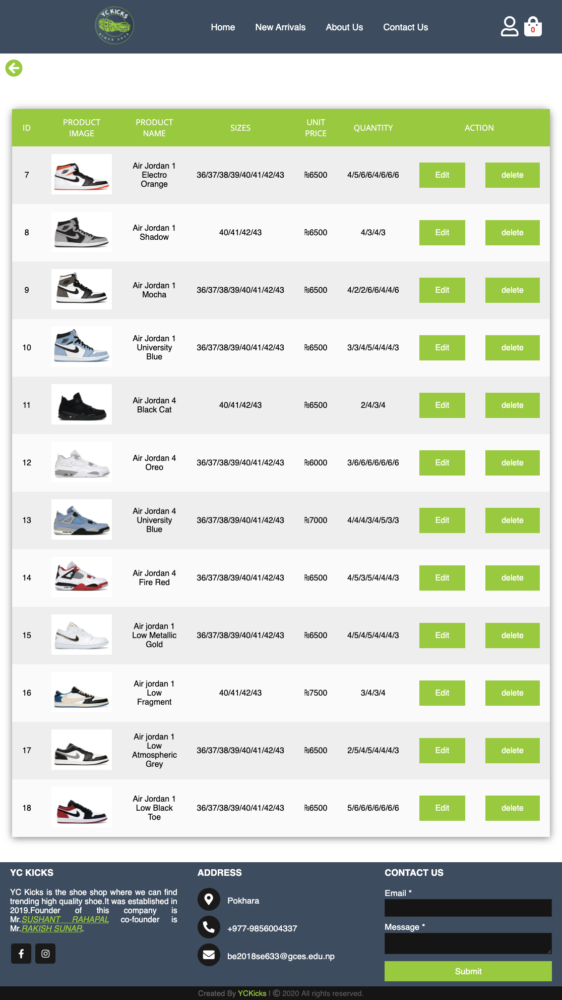 YC KICKS
SINCE 2019
Home New Arrivals About Us Contact Us
0
ID PRODUCT IMAGE PRODUCT NAME SIZES UNIT PRICE QUANTITY ACTION
7 Air Jordan 1 Electro Orange 36/37/38/39/40/41/42/43 ₨6500 4/5/6/6/4/6/6/6 Edit delete
8 Air Jordan 1 Shadow 40/41/42/43 ₨6500 4/3/4/3 Edit delete
9 Air Jordan 1 Mocha 36/37/38/39/40/41/42/43 ₨6500 4/2/2/6/6/4/4/6 Edit delete
10 Air Jordan 1 University Blue 36/37/38/39/40/41/42/43 ₨6500 3/3/4/5/4/4/4/3 Edit delete
11 Air Jordan 4 Black Cat 40/41/42/43 ₨6500 2/4/3/4 Edit delete
12 Air Jordan 4 Oreo 36/37/38/39/40/41/42/43 ₨6000 3/6/6/6/6/6/6/6 Edit delete
13 Air Jordan 4 University Blue 36/37/38/39/40/41/42/43 ₨7000 4/4/4/3/4/5/3/3 Edit delete
14 Air Jordan 4 Fire Red 36/37/38/39/40/41/42/43 ₨6500 4/5/3/5/4/4/4/3 Edit delete
15 Air jordan 1 Low Metallic Gold 36/37/38/39/40/41/42/43 ₨6500 4/5/4/5/4/4/4/3 Edit delete
16 Air jordan 1 Low Fragment 40/41/42/43 ₨7500 3/4/3/4 Edit delete
17 Air jordan 1 Low Atmospheric Grey 36/37/38/39/40/41/42/43 ₨6500 2/5/4/5/4/4/4/3 Edit delete
18 Air Jordan 1 Low Black Toe 36/37/38/39/40/41/42/43 ₨6500 5/6/6/6/6/6/6/6 Edit delete
YC KICKS
YC Kicks is the shoe shop where we can find
trending high quality shoe.It was established in
2019.Founder of this company is
Mr.SUSHANT RAHAPAL co-founder is
Mr.RAKISH SUNAR.
ADDRESS
Pokhara
+977-9856004337
be2018se633@gces.edu.np
CONTACT US
Email *
Message *
Submit
Created By YCKicks | © 2020 All rights reserved.